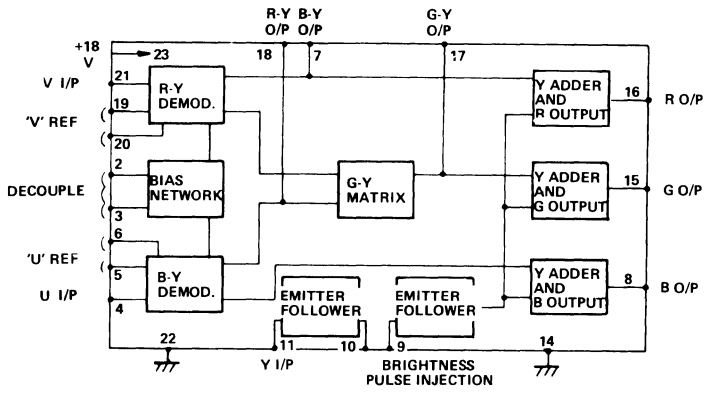 R-Y B-Y G-Y
O/P O/P O/P
+18
V
23 18 7 17
V I/P
21
R-Y
DEMOD.
Y ADDER
AND
R OUTPUT
16
R O/P
19
'V' REF
20
2
DECOUPLE
3
BIAS
NETWORK
G-Y
MATRIX
Y ADDER
AND
G OUTPUT
15
G O/P
6
'U' REF
5
B-Y
DEMOD.
U I/P
4
EMITTER
FOLLOWER
EMITTER
FOLLOWER
Y ADDER
AND
B OUTPUT
8
B O/P
22
11
10
9
14
Y I/P
BRIGHTNESS
PULSE INJECTION